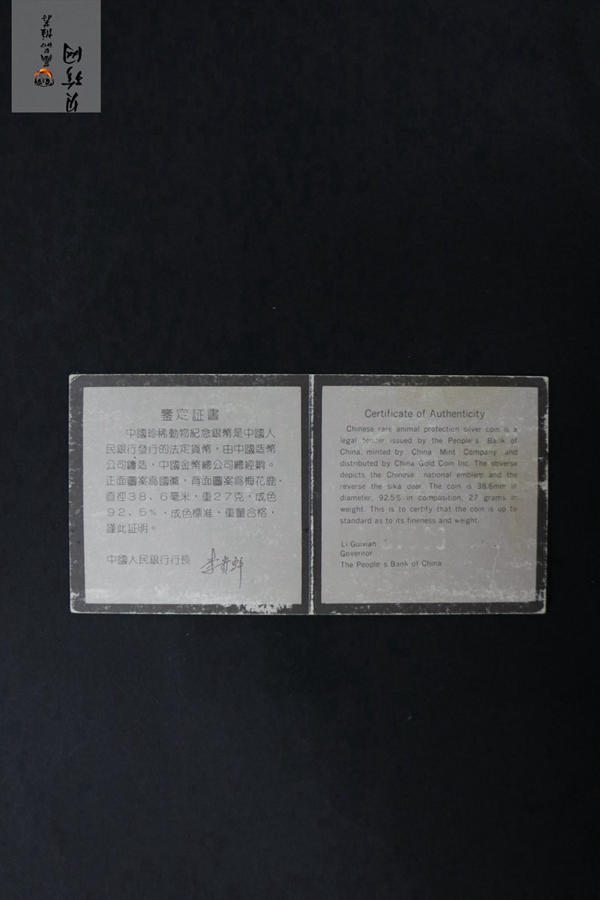 鑒定証書
中國珍稀動物紀念銀幣是中國人
民銀行發行的法定貨幣，由中國造幣
公司鑄造，中國金幣總公司總經銷。
正面圖案爲國徽，背面圖案爲梅花鹿，
直徑38.6毫米，重27克，成色
92.5%，成色標準，重量合格，
謹此証明。
中國人民銀行行長
李貴鮮
Certificate of Authenticity
Chinese rare animal protection silver coin is a
legal tender issued by the People s Bank of
China, minted by China Mint Company and
distributed by China Gold Coin Inc. The obverse
depicts the Chinese national emblem and the
reverse the sika deer. The coin is 38.6mm in
diameter, 92.5% in composition, 27 grams in
weight. This is to certify that the coin is up to
standard as to its fineness and weight.
Li Guixian
Governor
The People s Bank of China